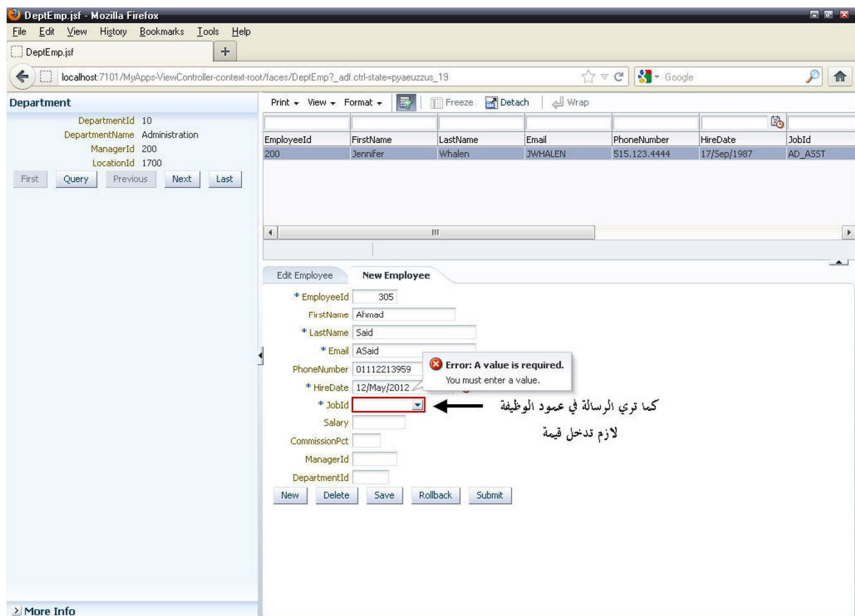 DeptEmp.jsf - Mozilla Firefox
File Edit View History Bookmarks Tools Help
DeptEmp.jsf +
localhost:7101/MyApps-ViewController-context-root/faces/DeptEmp?_adf.ctrl-state=pyaeuzzus_19 Google
Department
DepartmentId 10
DepartmentName Administration
ManagerId 200
LocationId 1700
First Query Previous Next Last
Print View Format Freeze Detach Wrap
EmployeeId FirstName LastName Email PhoneNumber HireDate JobId
200 Jennifer Whalen JWHALEN 515.123.4444 17/Sep/1987 AD_ASST
Edit Employee New Employee
* EmployeeId 305
FirstName Ahmad
* LastName Said
* Email ASaid
Error: A value is required.
You must enter a value.
PhoneNumber 01112213959
* HireDate 12/May/2012
* JobId
كما تري الرسالة في عمود الوظيفة
لازم تدخل قيمة
Salary
CommissionPct
ManagerId
DepartmentId
New Delete Save Rollback Submit
More Info